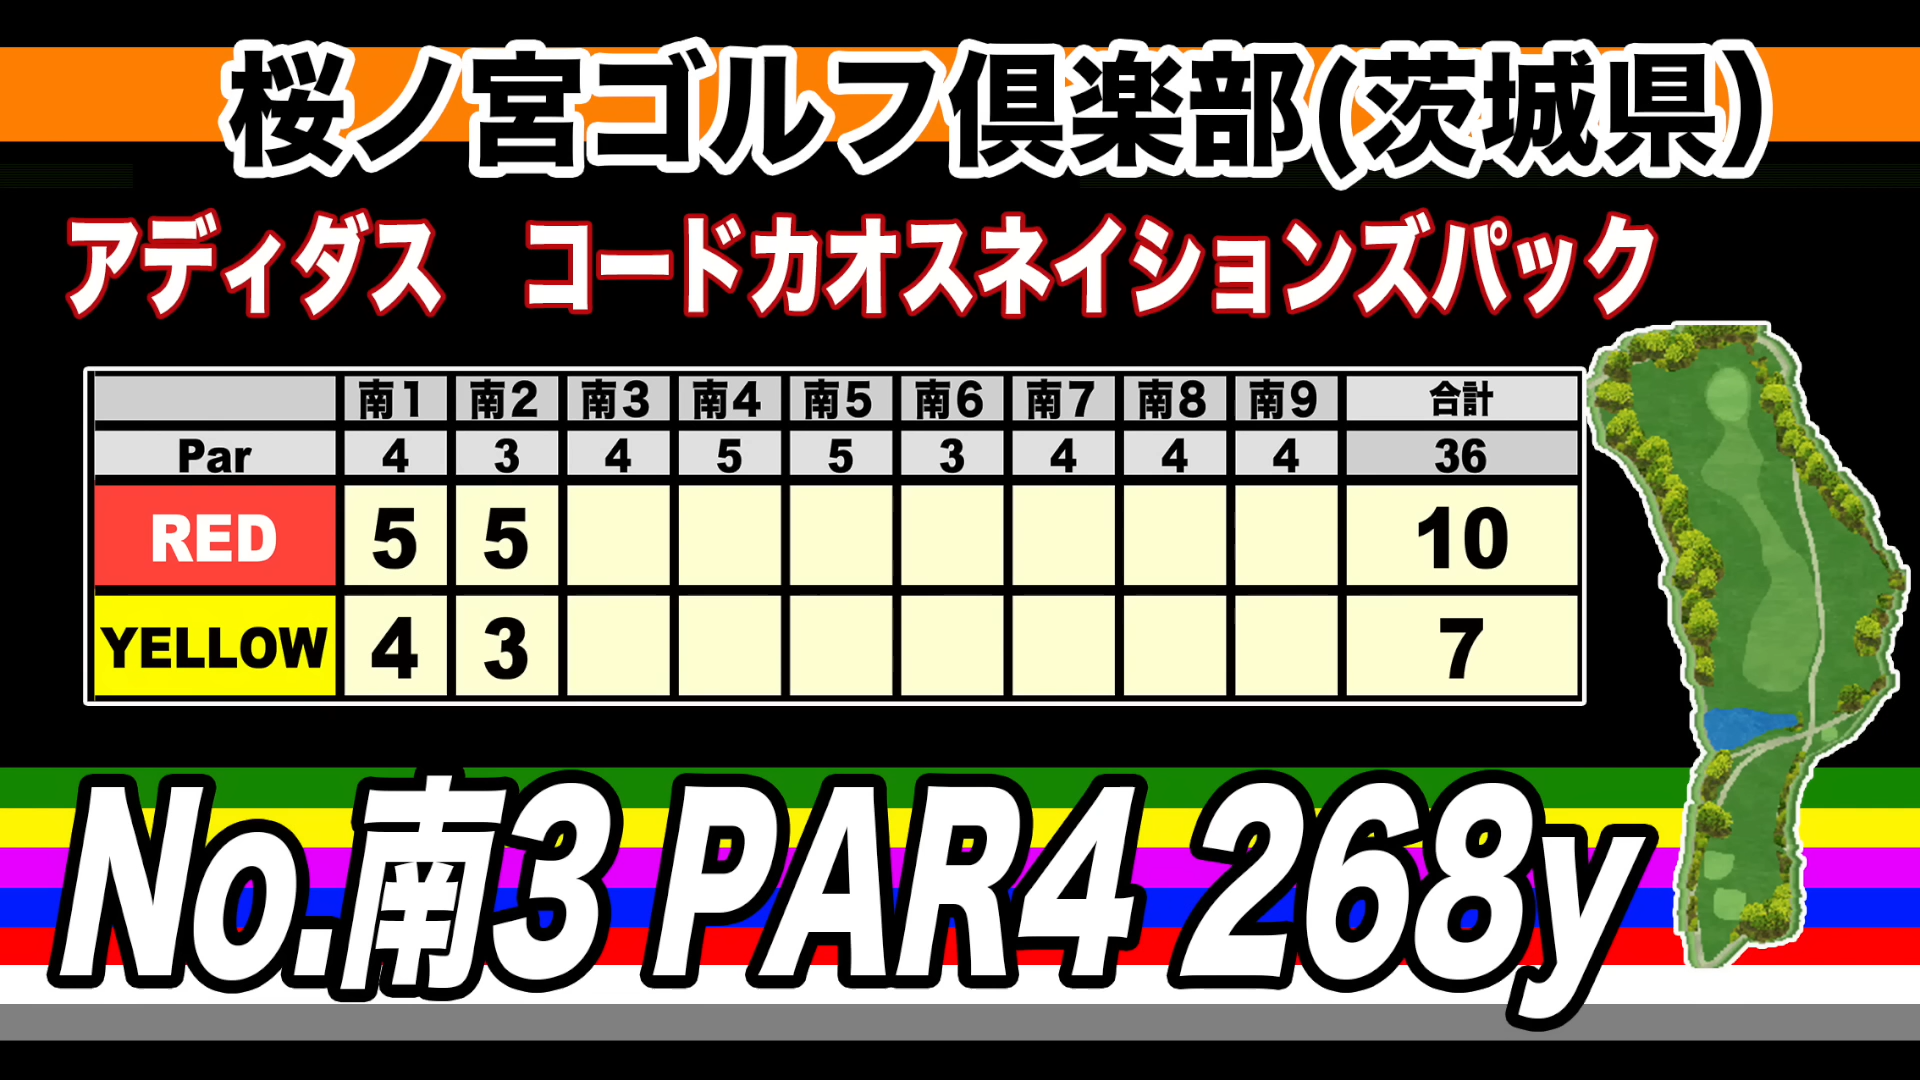 桜ノ宮ゴルフ倶楽部(茨城県)
アディダス　コードカオスネイションズパック
南1 南2 南3 南4 南5 南6 南7 南8 南9 合計
Par 4 3 4 5 5 3 4 4 4 36
RED 5 5 10
YELLOW 4 3 7
No.南3 PAR4 268y